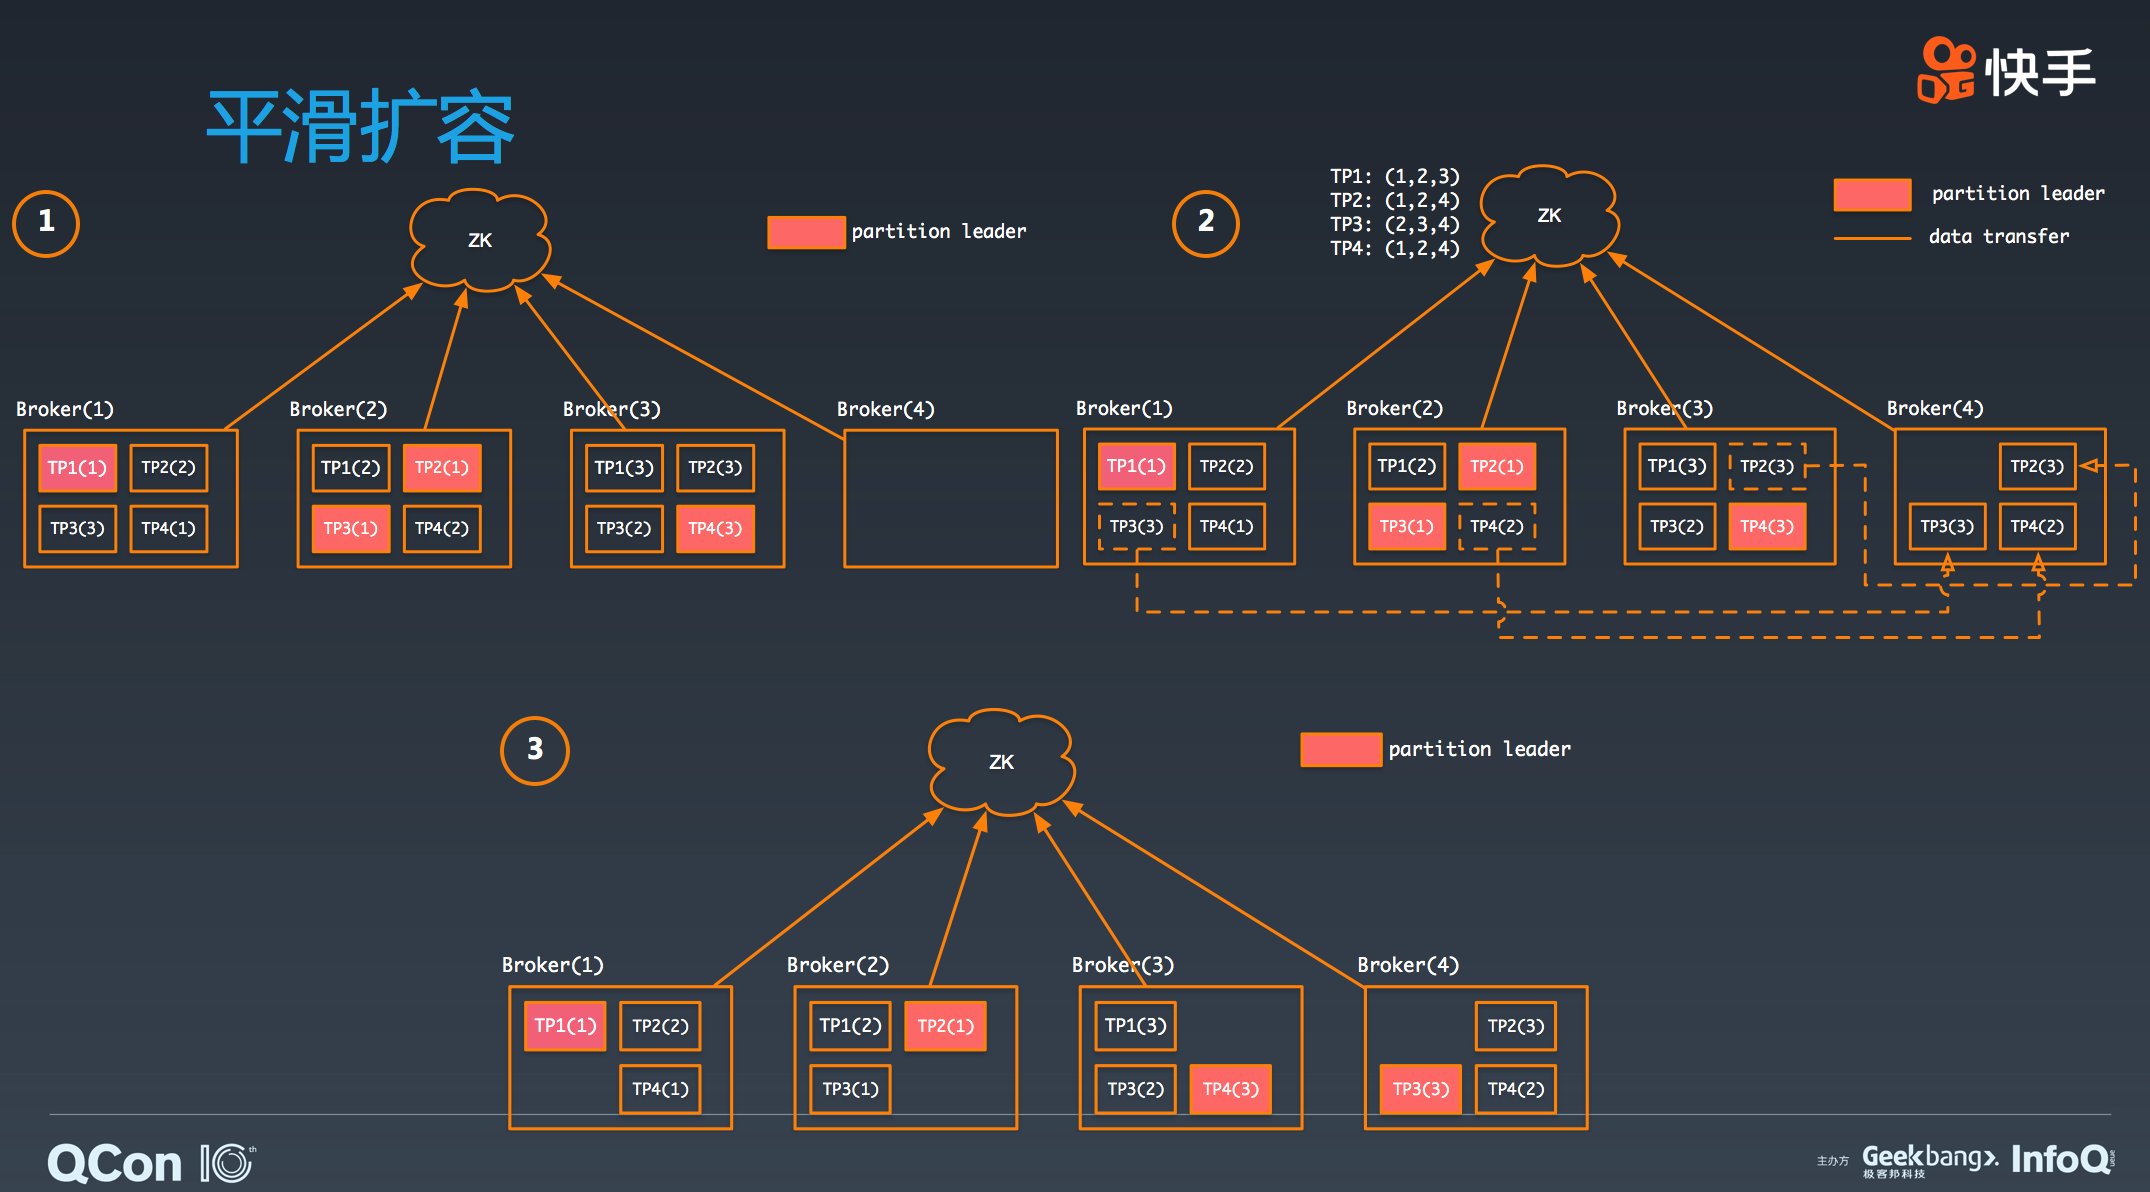 快手
平滑扩容
1
ZK
partition leader
Broker(1)
Broker(2)
Broker(3)
Broker(4)
TP1(1)
TP2(2)
TP3(3)
TP4(1)
TP1(2)
TP2(1)
TP3(1)
TP4(2)
TP1(3)
TP2(3)
TP3(2)
TP4(3)
2
TP1: (1,2,3)
TP2: (1,2,4)
TP3: (2,3,4)
TP4: (1,2,4)
ZK
partition leader
data transfer
Broker(1)
Broker(2)
Broker(3)
Broker(4)
TP1(1)
TP2(2)
TP3(3)
TP4(1)
TP1(2)
TP2(1)
TP3(1)
TP4(2)
TP1(3)
TP2(3)
TP3(2)
TP4(3)
TP2(3)
TP3(3)
TP4(2)
3
ZK
partition leader
Broker(1)
Broker(2)
Broker(3)
Broker(4)
TP1(1)
TP2(2)
TP4(1)
TP1(2)
TP2(1)
TP3(1)
TP1(3)
TP3(2)
TP4(3)
TP2(3)
TP3(3)
TP4(2)
QCon 10th
主办方
Geekbang>.
极客邦科技
InfoQ